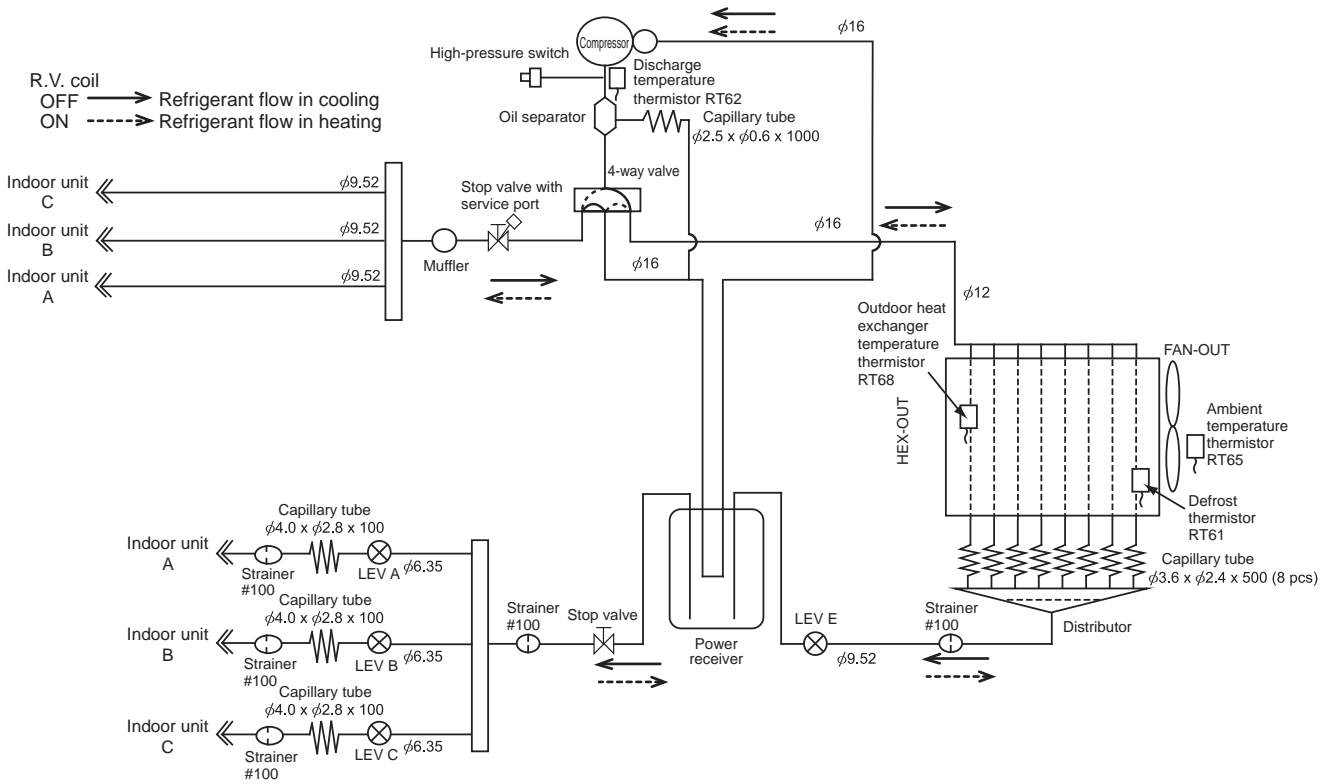 Compressor
High-pressure switch
Discharge
temperature
thermistor RT62
ϕ16
R.V. coil
OFF Refrigerant flow in cooling
ON Refrigerant flow in heating
Oil separator
Capillary tube
ϕ2.5 x ϕ0.6 x 1000
4-way valve
Indoor unit
C
ϕ9.52
Stop valve with
service port
Indoor unit
B
ϕ9.52
Muffler
Indoor unit
A
ϕ9.52
ϕ16
ϕ16
ϕ12
Outdoor heat
exchanger
temperature
thermistor
RT68
HEX-OUT
FAN-OUT
Ambient
temperature
thermistor
RT65
Defrost
thermistor
RT61
Capillary tube
ϕ3.6 x ϕ2.4 x 500 (8 pcs)
Distributor
Indoor unit
A
Capillary tube
ϕ4.0 x ϕ2.8 x 100
Strainer
#100
LEV A
ϕ6.35
Indoor unit
B
Capillary tube
ϕ4.0 x ϕ2.8 x 100
Strainer
#100
LEV B
ϕ6.35
Indoor unit
C
Capillary tube
ϕ4.0 x ϕ2.8 x 100
Strainer
#100
LEV C
ϕ6.35
Strainer
#100
Stop valve
Power
receiver
LEV E
ϕ9.52
Strainer
#100